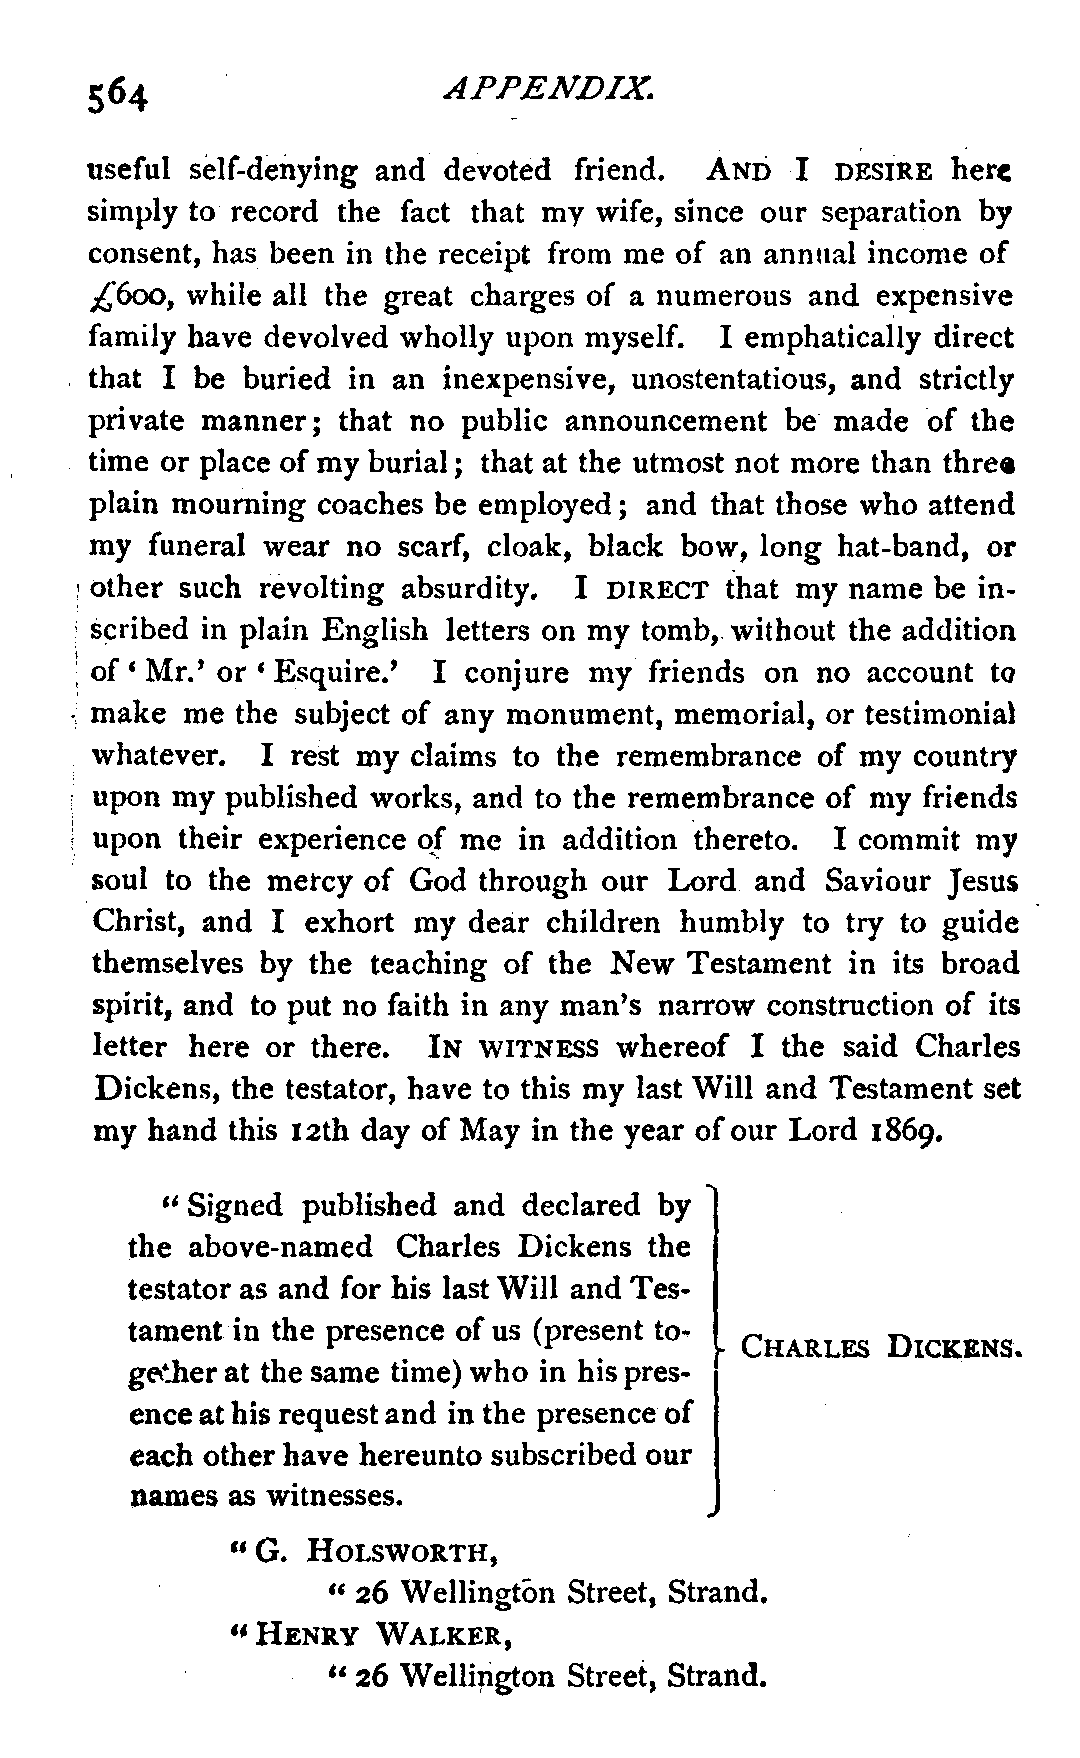 564 APPENDIX.
useful self-denying and devoted friend. AND I DESIRE here
simply to record the fact that my wife, since our separation by
consent, has been in the receipt from me of an annual income of
£600, while all the great charges of a numerous and expensive
family have devolved wholly upon myself. I emphatically direct
that I be buried in an inexpensive, unostentatious, and strictly
private manner; that no public announcement be made of the
time or place of my burial; that at the utmost not more than three
plain mourning coaches be employed; and that those who attend
my funeral wear no scarf, cloak, black bow, long hat-band, or
other such revolting absurdity. I DIRECT that my name be in-
scribed in plain English letters on my tomb, without the addition
of ‘Mr.’ or ‘Esquire.’ I conjure my friends on no account to
make me the subject of any monument, memorial, or testimonial
whatever. I rest my claims to the remembrance of my country
upon my published works, and to the remembrance of my friends
upon their experience of me in addition thereto. I commit my
soul to the mercy of God through our Lord and Saviour Jesus
Christ, and I exhort my dear children humbly to try to guide
themselves by the teaching of the New Testament in its broad
spirit, and to put no faith in any man’s narrow construction of its
letter here or there. IN WITNESS whereof I the said Charles
Dickens, the testator, have to this my last Will and Testament set
my hand this 12th day of May in the year of our Lord 1869.
“Signed published and declared by
the above-named Charles Dickens the
testator as and for his last Will and Tes-
tament in the presence of us (present to-
gether at the same time) who in his pres-
ence at his request and in the presence of
each other have hereunto subscribed our
names as witnesses.
CHARLES DICKENS.
“G. HOLSWORTH,
“26 Wellington Street, Strand.
“HENRY WALKER,
“26 Wellington Street, Strand.